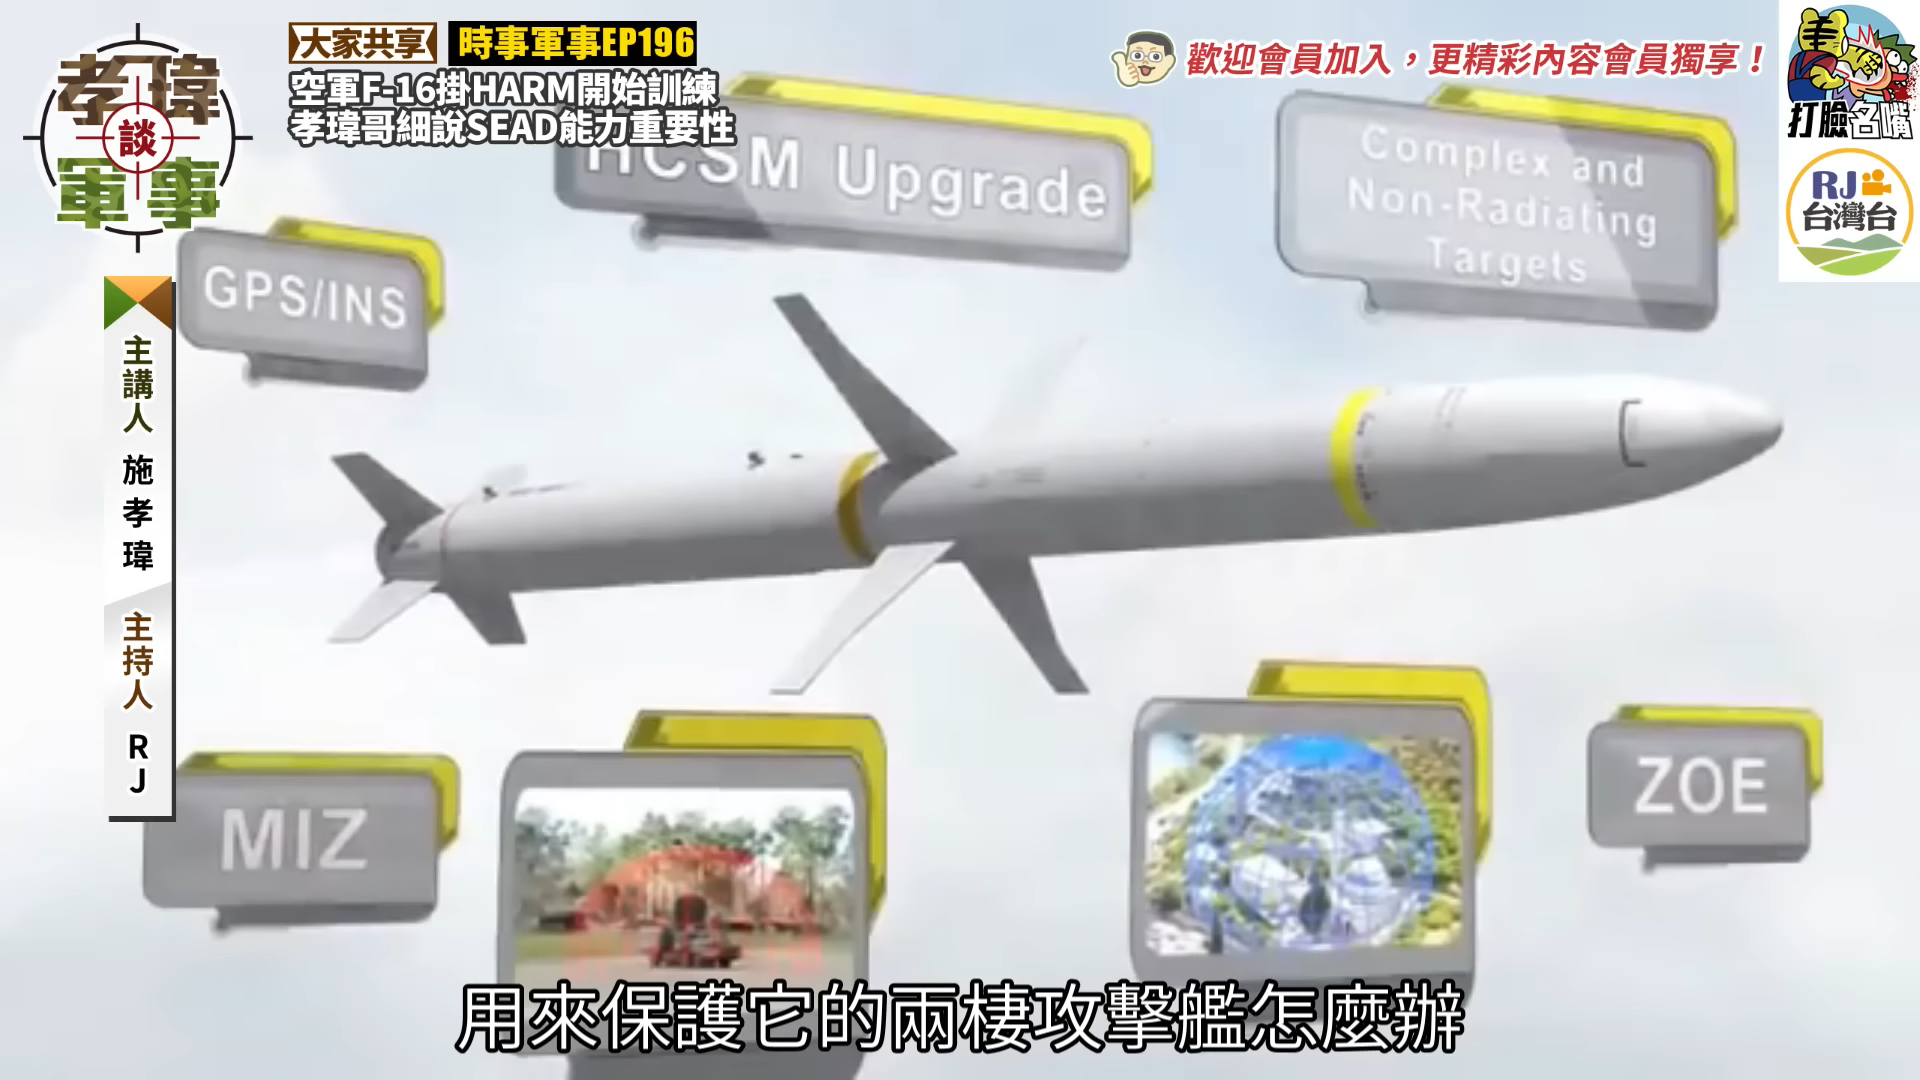 孝瑋
談
軍事
大家共享
時事軍事EP196
空軍F-16掛HARM開始訓練
孝瑋哥細說SEAD能力重要性
歡迎會員加入，更精彩內容會員獨享！
打臉名嘴
RJ
台灣台
HCSM Upgrade
Complex and
Non-Radiating
Targets
GPS/INS
主講人 施孝瑋 主持人 RJ
MIZ
ZOE
用來保護它的兩棲攻擊艦怎麼辦